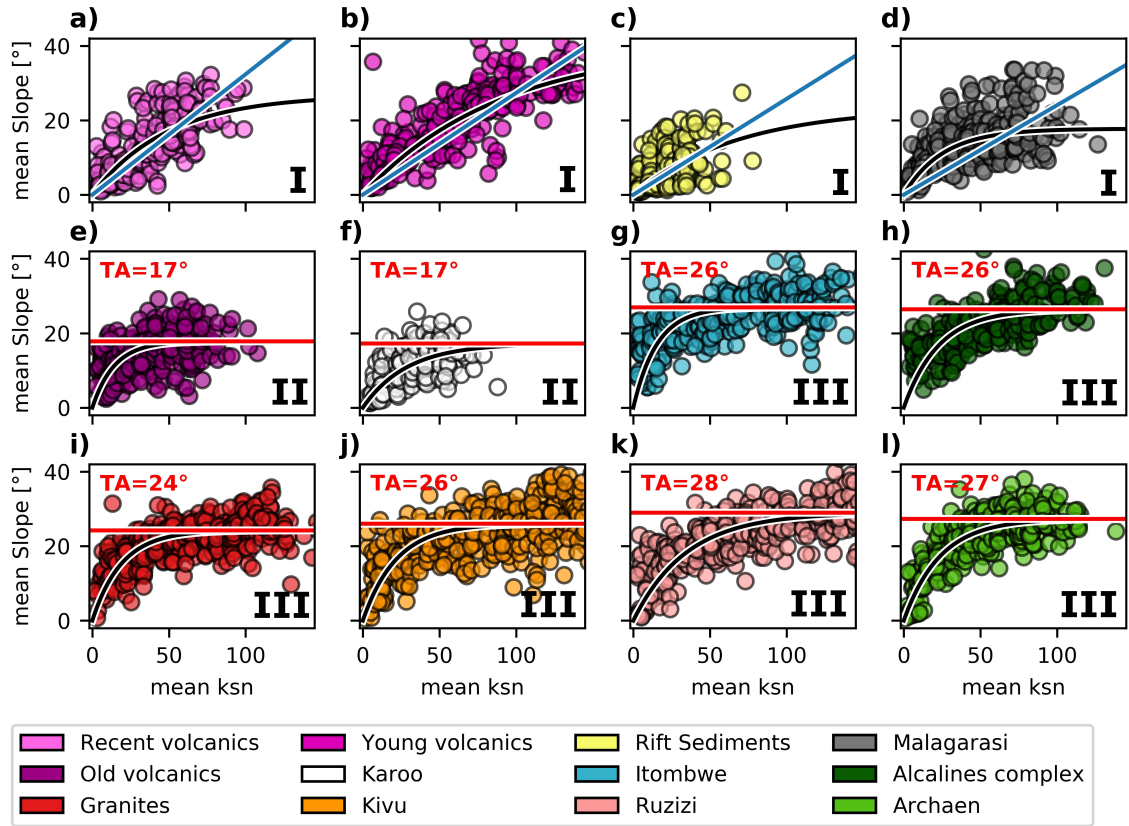 a) b) c) d)
mean Slope [°]
40
20
0
I I I I
e) f) g) h)
mean Slope [°]
40
20
0
TA=17° TA=17° TA=26° TA=26°
II II III III
i) j) k) l)
mean Slope [°]
40
20
0
TA=24° TA=26° TA=28° TA=27°
III III III III
0 50 100 0 50 100 0 50 100 0 50 100
mean ksn mean ksn mean ksn mean ksn
Recent volcanics Young volcanics Rift Sediments Malagarasi
Old volcanics Karoo Itombwe Alcalines complex
Granites Kivu Ruzizi Archaen